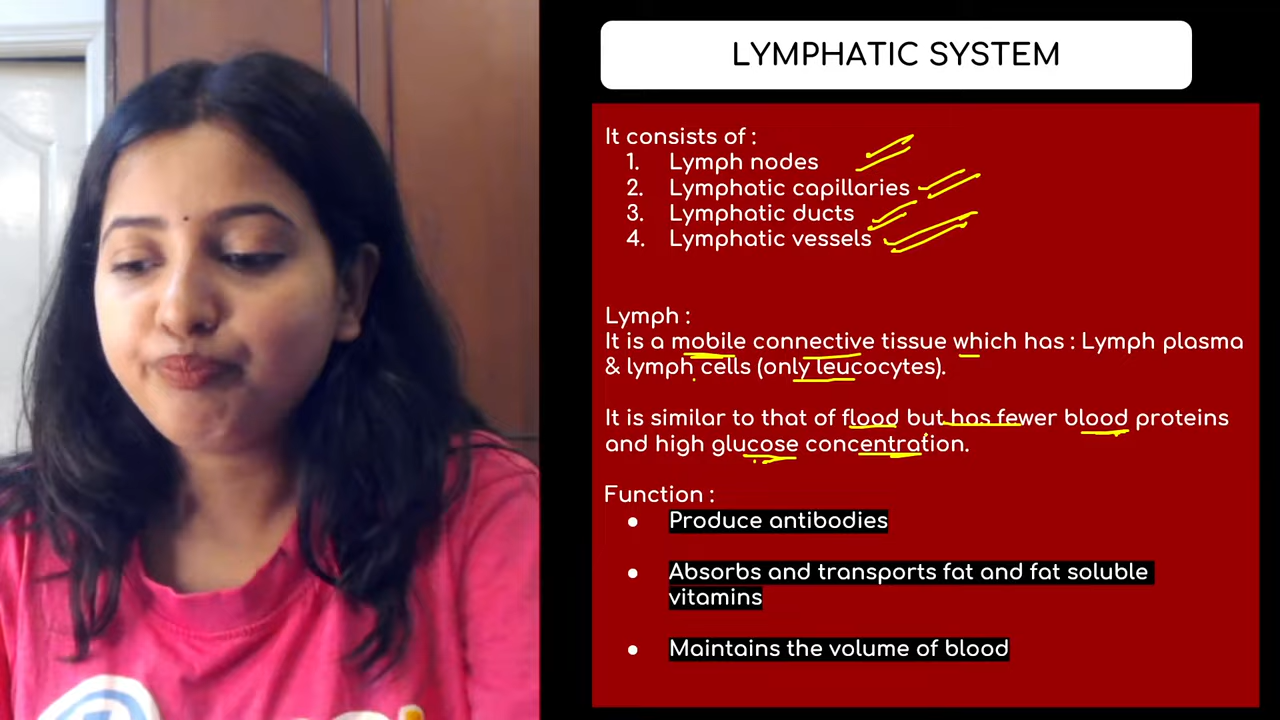 LYMPHATIC SYSTEM
It consists of :
1. Lymph nodes
2. Lymphatic capillaries
3. Lymphatic ducts
4. Lymphatic vessels
Lymph :
It is a mobile connective tissue which has : Lymph plasma
& lymph cells (only leucocytes).
It is similar to that of flood but has fewer blood proteins
and high glucose concentration.
Function :
● Produce antibodies
● Absorbs and transports fat and fat soluble
vitamins
● Maintains the volume of blood